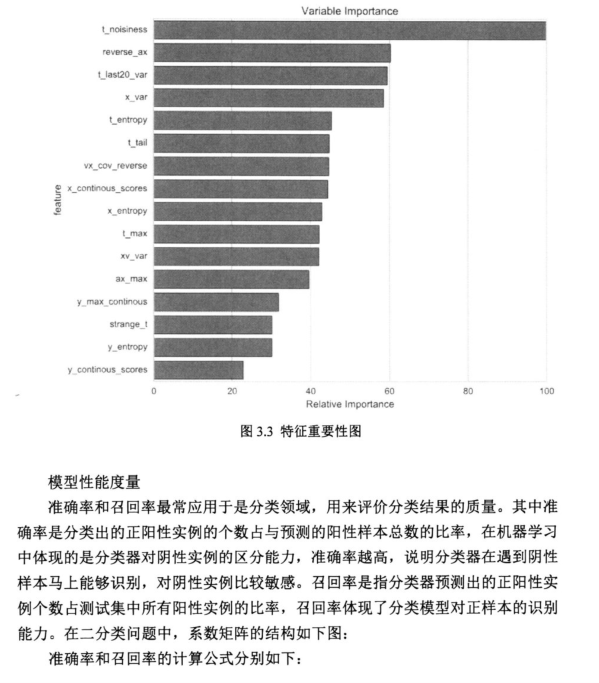 Variable Importance
t_noisiness
reverse_ax
t_last20_var
x_var
t_entropy
t_tail
vx_cov_reverse
x_continous_scores
x_entropy
t_max
xv_var
ax_max
y_max_continous
strange_t
y_entropy
y_continous_scores
feature
0 20 40 60 80 100
Relative Importance
图 3.3 特征重要性图
模型性能度量
准确率和召回率最常应用于是分类领域，用来评价分类结果的质量。其中准
确率是分类出的正阳性实例的个数占与预测的阳性样本总数的比率，在机器学习
中体现的是分类器对阴性实例的区分能力，准确率越高，说明分类器在遇到阴性
样本马上能够识别，对阴性实例比较敏感。召回率是指分类器预测出的正阳性实
例个数占测试集中所有阳性实例的比率，召回率体现了分类模型对正样本的识别
能力。在二分类问题中，系数矩阵的结构如下图：
准确率和召回率的计算公式分别如下：